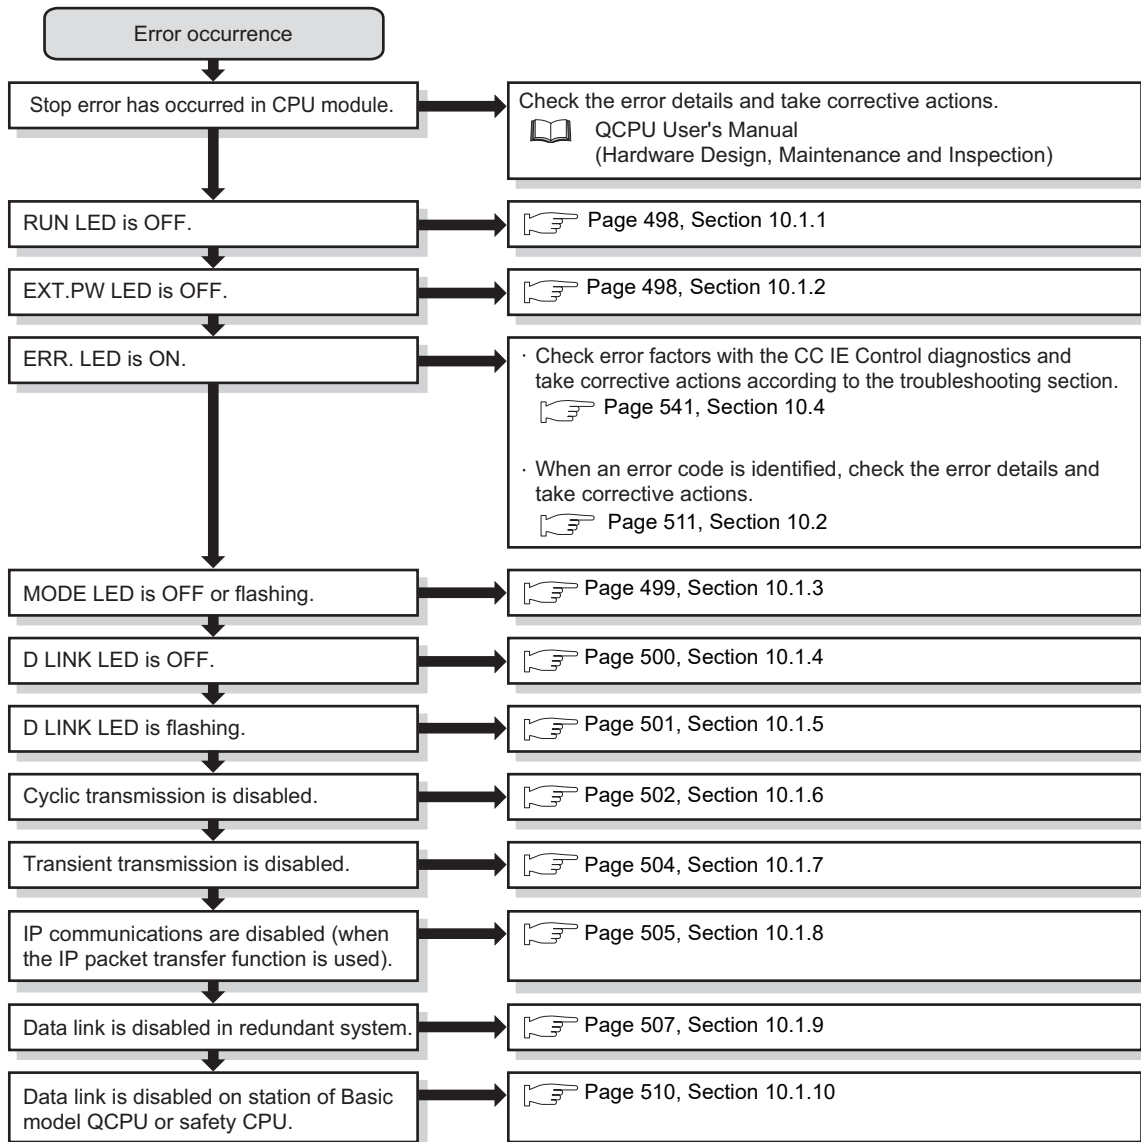 Error occurrence
Stop error has occurred in CPU module.
Check the error details and take corrective actions.
QCPU User's Manual
(Hardware Design, Maintenance and Inspection)
RUN LED is OFF.
Page 498, Section 10.1.1
EXT.PW LED is OFF.
Page 498, Section 10.1.2
ERR. LED is ON.
· Check error factors with the CC IE Control diagnostics and
take corrective actions according to the troubleshooting section.
Page 541, Section 10.4
· When an error code is identified, check the error details and
take corrective actions.
Page 511, Section 10.2
MODE LED is OFF or flashing.
Page 499, Section 10.1.3
D LINK LED is OFF.
Page 500, Section 10.1.4
D LINK LED is flashing.
Page 501, Section 10.1.5
Cyclic transmission is disabled.
Page 502, Section 10.1.6
Transient transmission is disabled.
Page 504, Section 10.1.7
IP communications are disabled (when
the IP packet transfer function is used).
Page 505, Section 10.1.8
Data link is disabled in redundant system.
Page 507, Section 10.1.9
Data link is disabled on station of Basic
model QCPU or safety CPU.
Page 510, Section 10.1.10